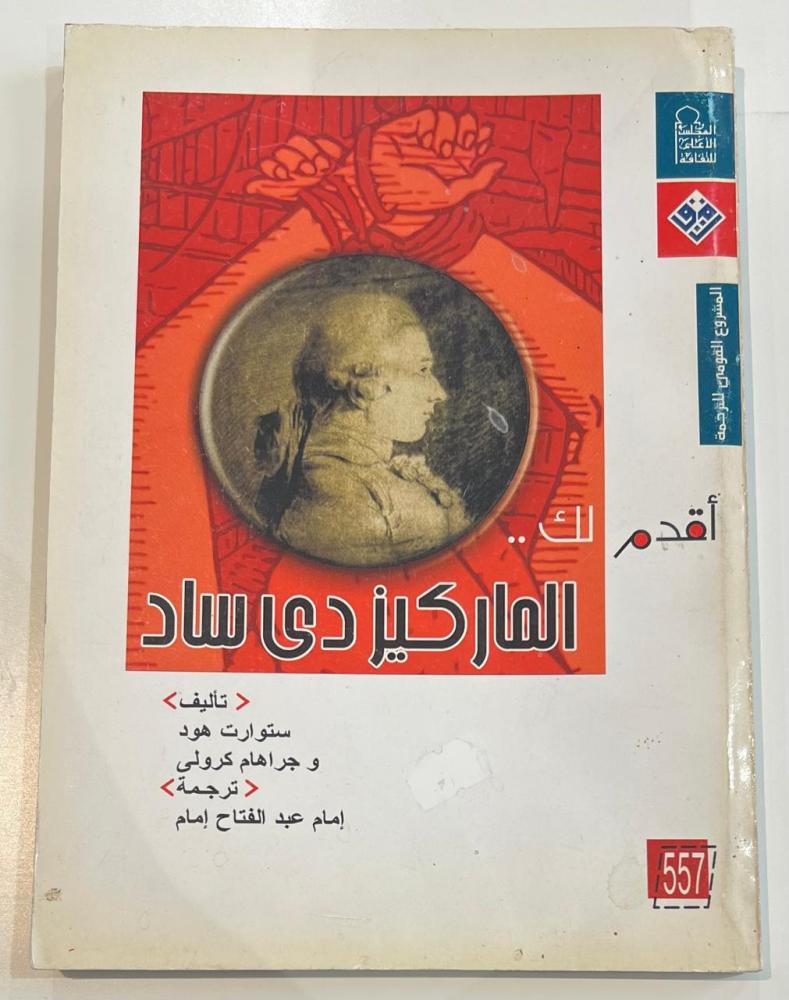 المجلس
الأعلى
للثقافة
المشروع القومى للترجمة
أقدم لك ..
الماركيز دى ساد
< تأليف >
ستوارت هود
و جراهام كرولى
< ترجمة >
إمام عبد الفتاح إمام
557